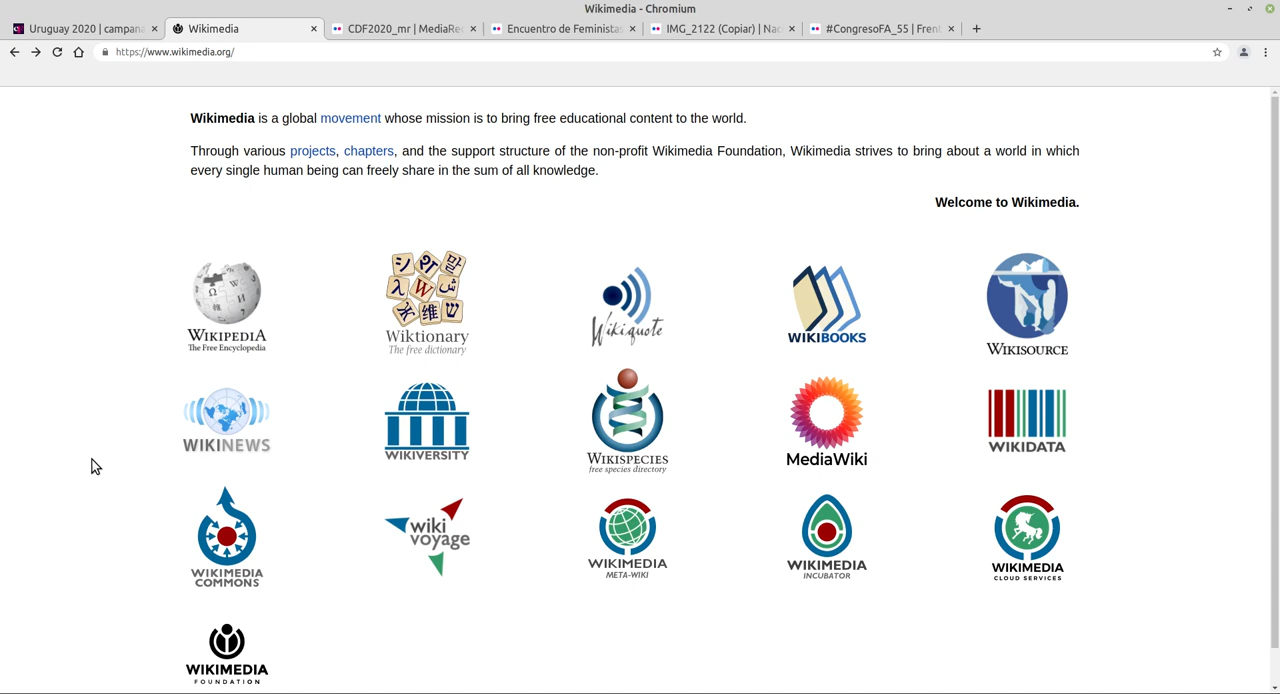 Wikimedia - Chromium
Uruguay 2020 | campana
Wikimedia
CDF2020_mr | MediaRe
Encuentro de Feministas
IMG_2122 (Copiar) | Nac
#CongresoFA_55 | Fren
https://www.wikimedia.org/
Wikimedia is a global movement whose mission is to bring free educational content to the world.
Through various projects, chapters, and the support structure of the non-profit Wikimedia Foundation, Wikimedia strives to bring about a world in which
every single human being can freely share in the sum of all knowledge.
Welcome to Wikimedia.
WIKIPEDIA
The Free Encyclopedia
Wiktionary
The free dictionary
Wikiquote
WIKIBOOKS
WIKISOURCE
WIKINEWS
WIKIVERSITY
WIKISPECIES
free species directory
MediaWiki
WIKIDATA
WIKIMEDIA
COMMONS
wiki
voyage
WIKIMEDIA
META-WIKI
WIKIMEDIA
INCUBATOR
WIKIMEDIA
CLOUD SERVICES
WIKIMEDIA
FOUNDATION